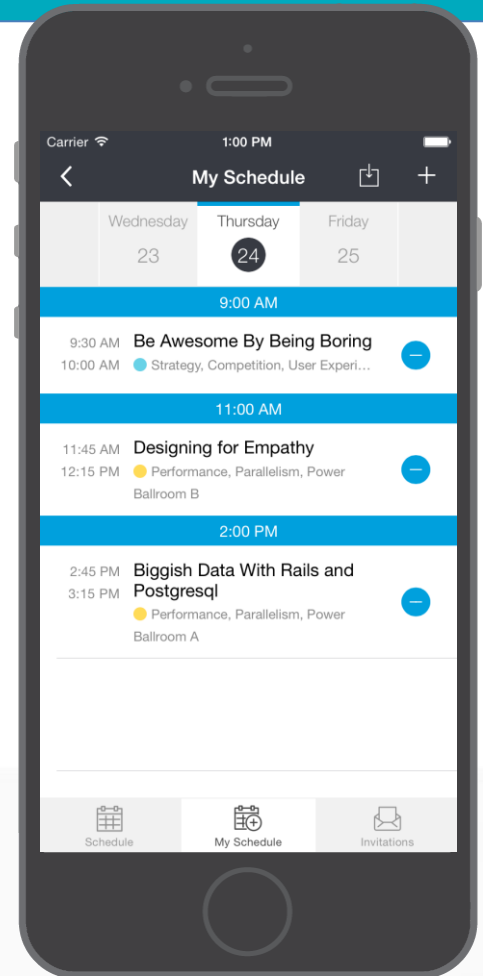 Carrier 1:00 PM
My Schedule
Wednesday Thursday Friday
23 24 25
9:00 AM
9:30 AM Be Awesome By Being Boring
10:00 AM Strategy, Competition, User Experi...
11:00 AM
11:45 AM Designing for Empathy
12:15 PM Performance, Parallelism, Power
Ballroom B
2:00 PM
2:45 PM Biggish Data With Rails and
3:15 PM Postgresql
Performance, Parallelism, Power
Ballroom A
Schedule My Schedule Invitations